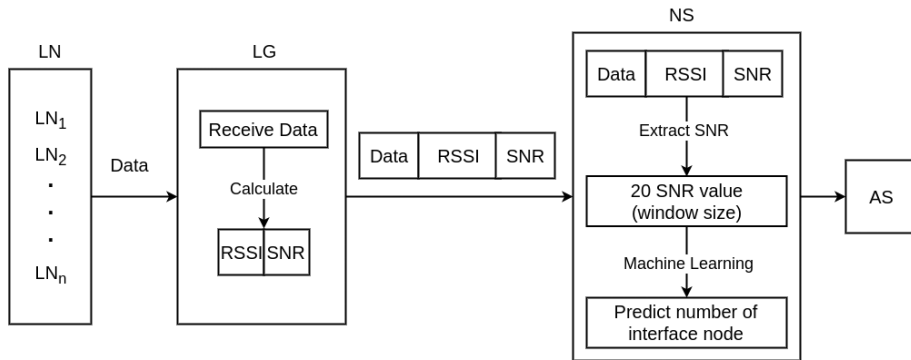 LN
LN1
LN2
.
.
.
LNn
Data
LG
Receive Data
Calculate
RSSI SNR
Data RSSI SNR
NS
Data RSSI SNR
Extract SNR
20 SNR value
(window size)
Machine Learning
Predict number of
interface node
AS